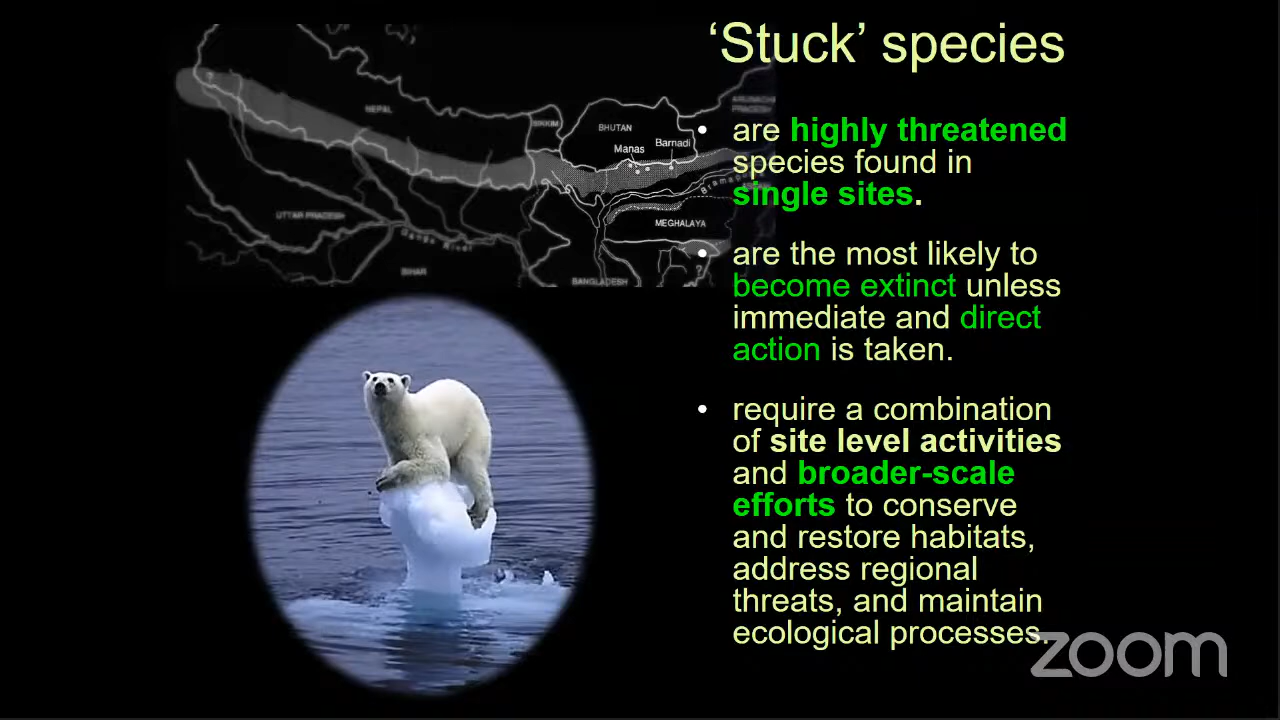 ‘Stuck’ species
NEPAL
SIKKIM
BHUTAN
ARUNACHAL
PRADESH
Manas
Barnadi
UTTAR PRADESH
MEGHALAYA
BIHAR
BANGLADESH
• are highly threatened
species found in
single sites.
• are the most likely to
become extinct unless
immediate and direct
action is taken.
• require a combination
of site level activities
and broader-scale
efforts to conserve
and restore habitats,
address regional
threats, and maintain
ecological processes.
zoom